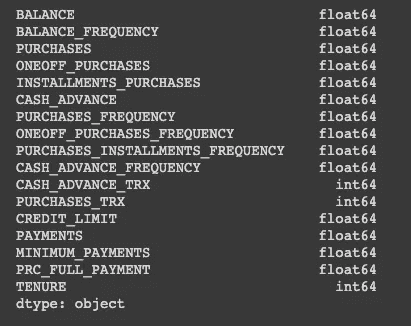 BALANCE float64
BALANCE_FREQUENCY float64
PURCHASES float64
ONEOFF_PURCHASES float64
INSTALLMENTS_PURCHASES float64
CASH_ADVANCE float64
PURCHASES_FREQUENCY float64
ONEOFF_PURCHASES_FREQUENCY float64
PURCHASES_INSTALLMENTS_FREQUENCY float64
CASH_ADVANCE_FREQUENCY float64
CASH_ADVANCE_TRX int64
PURCHASES_TRX int64
CREDIT_LIMIT float64
PAYMENTS float64
MINIMUM_PAYMENTS float64
PRC_FULL_PAYMENT float64
TENURE int64
dtype: object